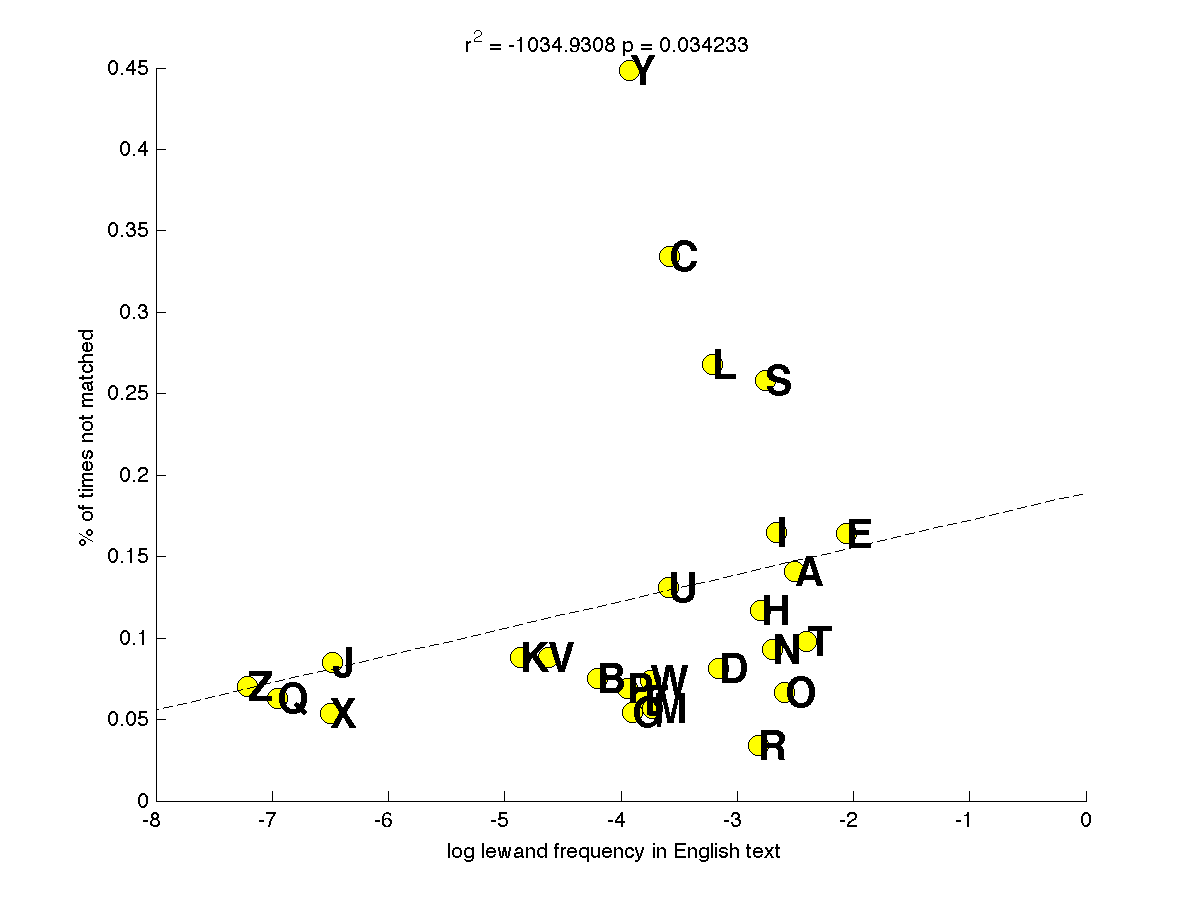 r2 = -1034.9308 p = 0.034233
0.45
Y
0.4
0.35
C
0.3
L
S
0.25
0.2
I
E
0.15
A
U
H
0.1
T
N
J
K
V
D
B
W
Z
P
Q
O
F
0.05
X
G
M
R
0
-8
-7
-6
-5
-4
-3
-2
-1
0
% of times not matched
log lewand frequency in English text